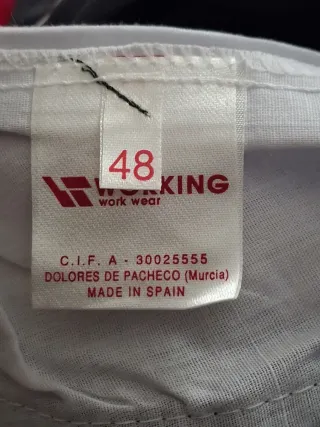 48
WORKING
work wear
C.I.F. A - 30025555
DOLORES DE PACHECO (Murcia)
MADE IN SPAIN